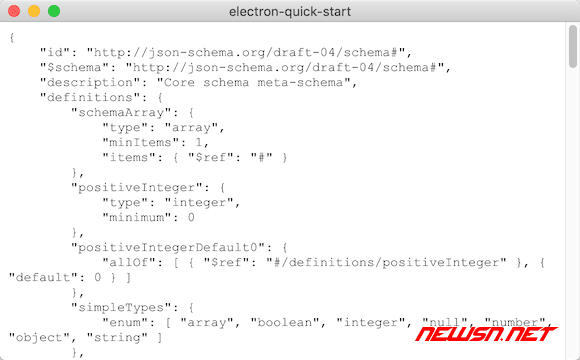 electron-quick-start
{
    "id": "http://json-schema.org/draft-04/schema#",
    "$schema": "http://json-schema.org/draft-04/schema#",
    "description": "Core schema meta-schema",
    "definitions": {
        "schemaArray": {
            "type": "array",
            "minItems": 1,
            "items": { "$ref": "#" }
        },
        "positiveInteger": {
            "type": "integer",
            "minimum": 0
        },
        "positiveIntegerDefault0": {
            "allOf": [ { "$ref": "#/definitions/positiveInteger" }, {
"default": 0 } ]
        },
        "simpleTypes": {
            "enum": [ "array", "boolean", "integer", "null", "number",
"object", "string" ]
        },
NEWSN.NET